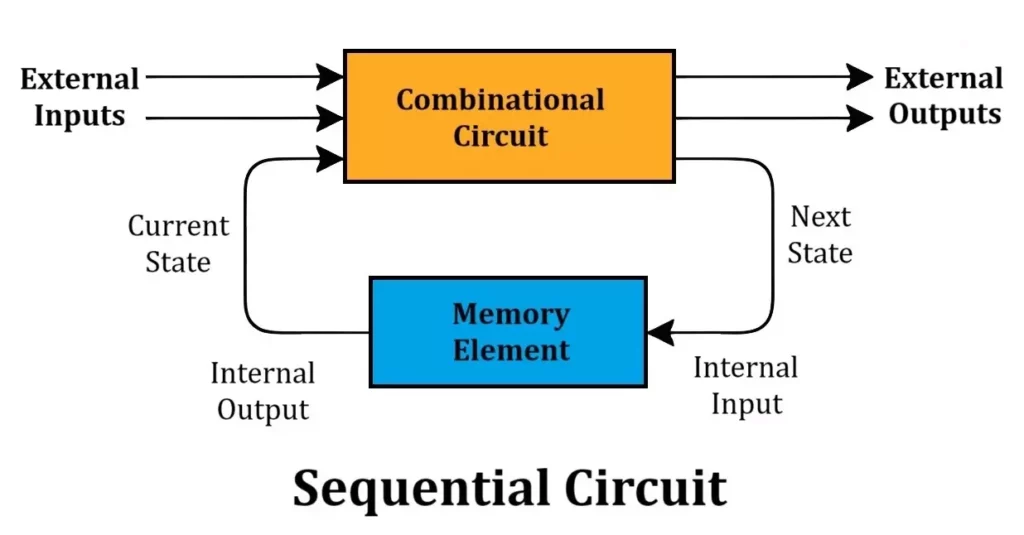 External
Inputs
Combinational
Circuit
External
Outputs
Current
State
Next
State
Memory
Element
Internal
Output
Internal
Input
Sequential Circuit